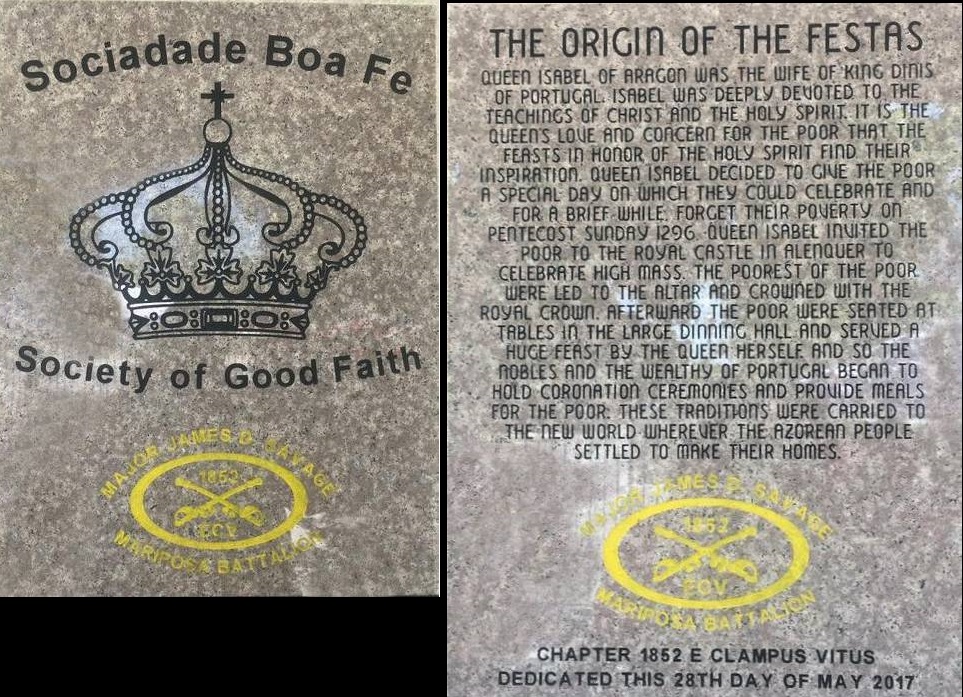 Sociadade Boa Fe
Society of Good Faith
MAJOR JAMES D. SAVAGE
1852
ECV
MARIPOSA BATTALION
THE ORIGIN OF THE FESTAS
QUEEN ISABEL OF ARAGON WAS THE WIFE OF KING DINIS
OF PORTUGAL. ISABEL WAS DEEPLY DEVOTED TO THE
TEACHINGS OF CHRIST AND THE HOLY SPIRIT. IT IS THE
QUEEN'S LOVE AND CONCERN FOR THE POOR THAT THE
FEASTS IN HONOR OF THE HOLY SPIRIT FIND THEIR
INSPIRATION. QUEEN ISABEL DECIDED TO GIVE THE POOR
A SPECIAL DAY ON WHICH THEY COULD CELEBRATE AND
FOR A BRIEF WHILE, FORGET THEIR POVERTY ON
PENTECOST SUNDAY 1296. QUEEN ISABEL INVITED THE
POOR TO THE ROYAL CASTLE IN ALENQUER TO
CELEBRATE HIGH MASS. THE POOREST OF THE POOR
WERE LED TO THE ALTAR AND CROWNED WITH THE
ROYAL CROWN. AFTERWARD THE POOR WERE SEATED AT
TABLES IN THE LARGE DINNING HALL AND SERVED A
HUGE FEAST BY THE QUEEN HERSELF AND SO THE
NOBLES AND THE WEALTHY OF PORTUGAL BEGAN TO
HOLD CORONATION CEREMONIES AND PROVIDE MEALS
FOR THE POOR. THESE TRADITIONS WERE CARRIED TO
THE NEW WORLD WHEREVER THE AZOREAN PEOPLE
SETTLED TO MAKE THEIR HOMES.
MAJOR JAMES D. SAVAGE
1852
ECV
MARIPOSA BATTALION
CHAPTER 1852 E CLAMPUS VITUS
DEDICATED THIS 28TH DAY OF MAY 2017